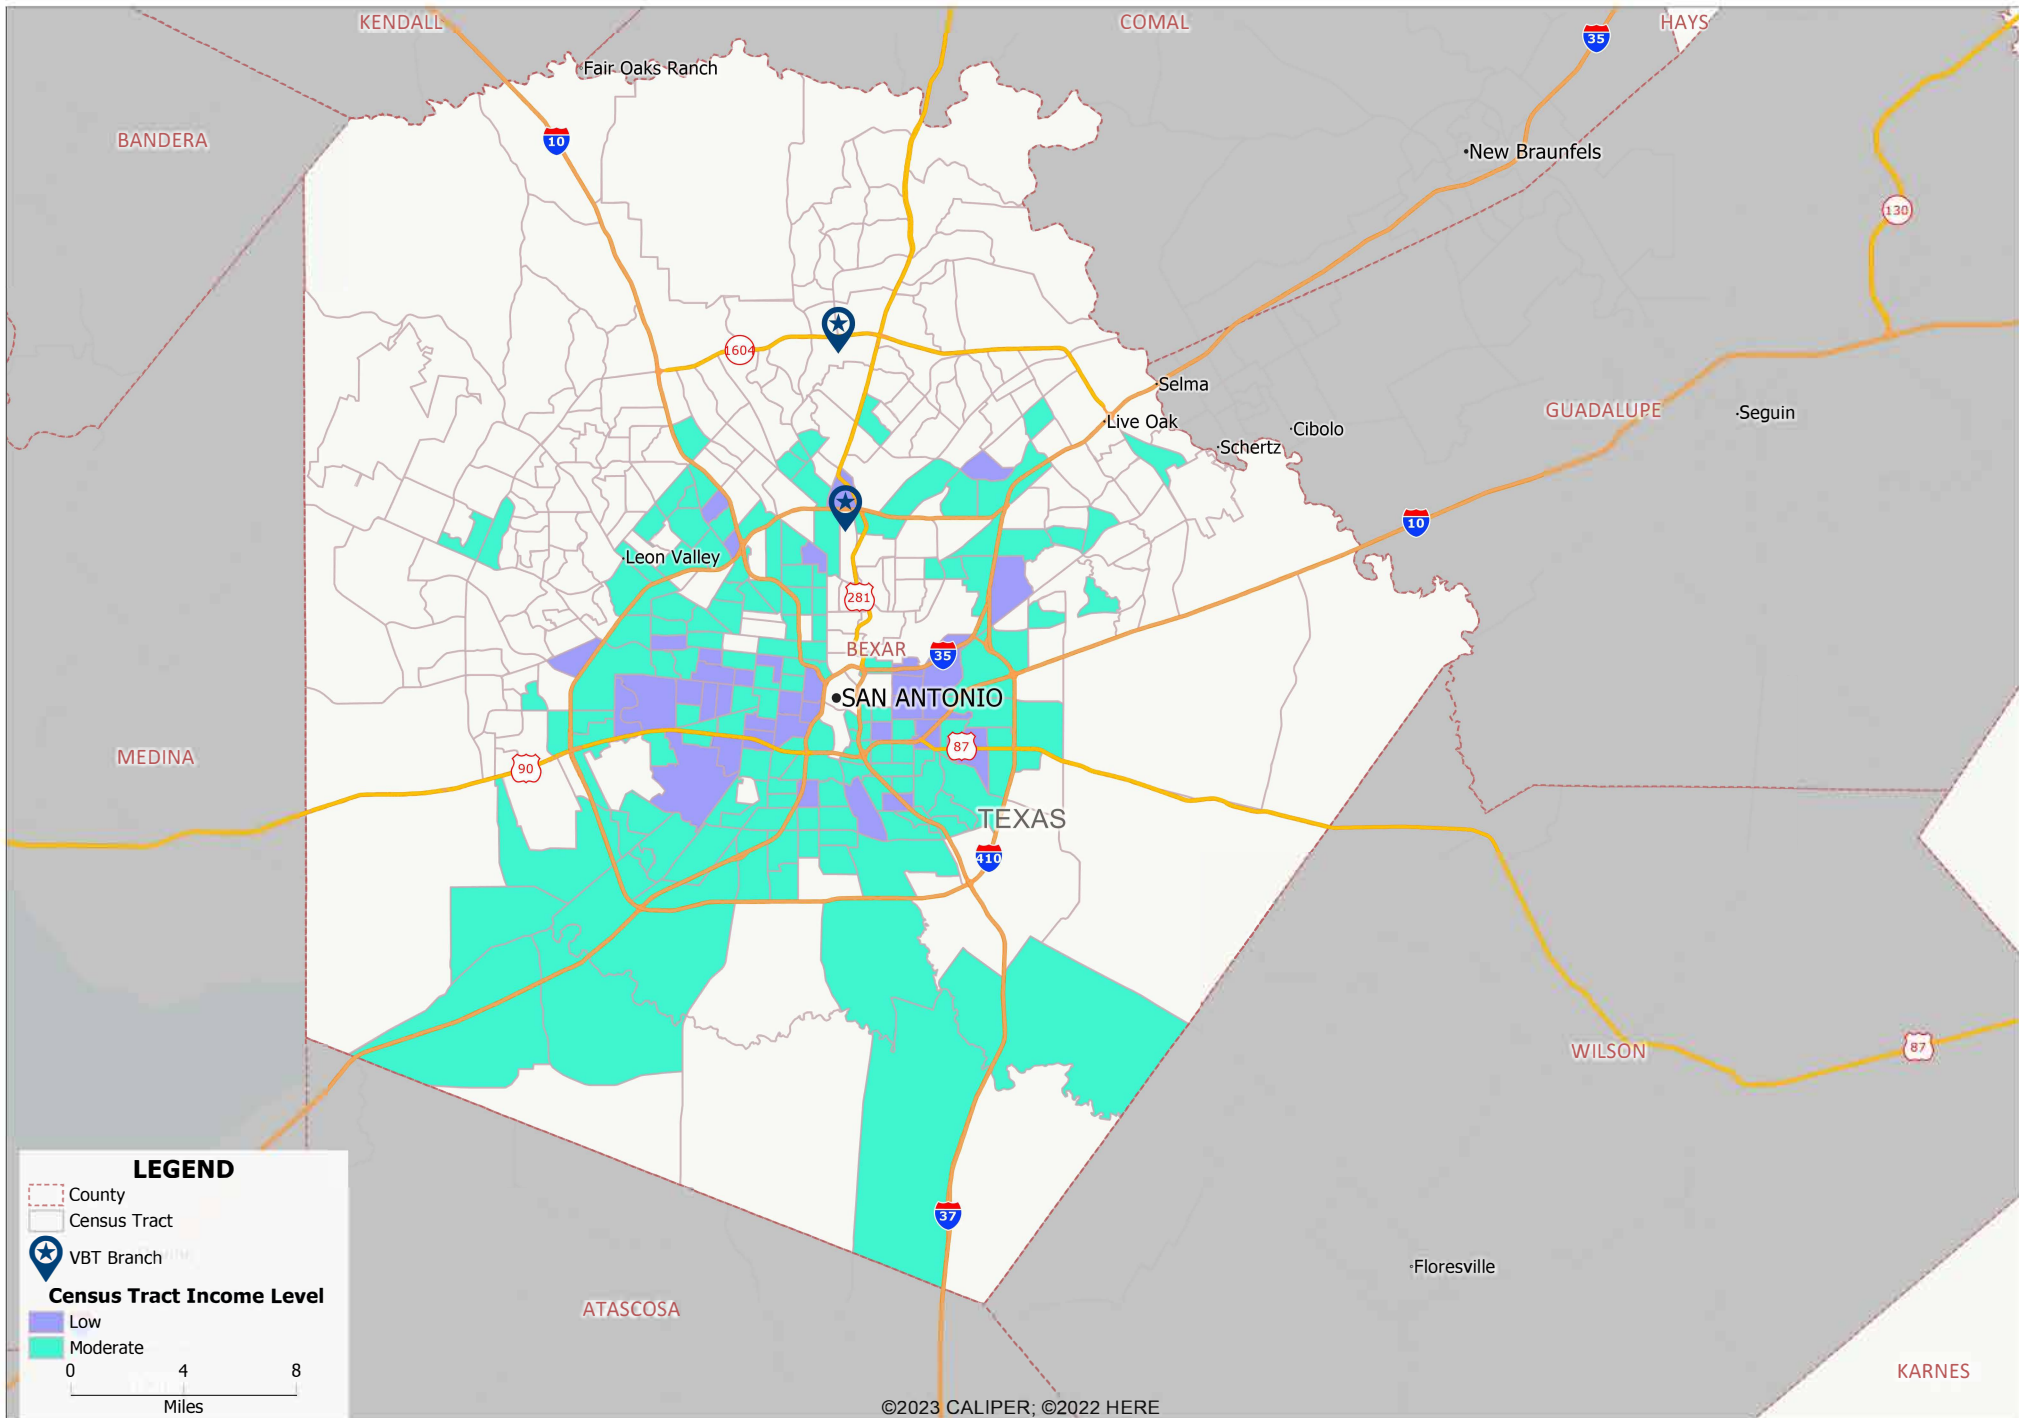 KENDALL
COMAL
HAYS
35
Fair Oaks Ranch
BANDERA
10
New Braunfels
130
1604
Selma
Live Oak
GUADALUPE
Seguin
Cibolo
Schertz
10
Leon Valley
281
BEXAR
35
SAN ANTONIO
MEDINA
90
87
TEXAS
410
WILSON
87
37
Floresville
ATASCOSA
KARNES
LEGEND
County
Census Tract
VBT Branch
Census Tract Income Level
Low
Moderate
0 4 8
Miles
©2023 CALIPER; ©2022 HERE